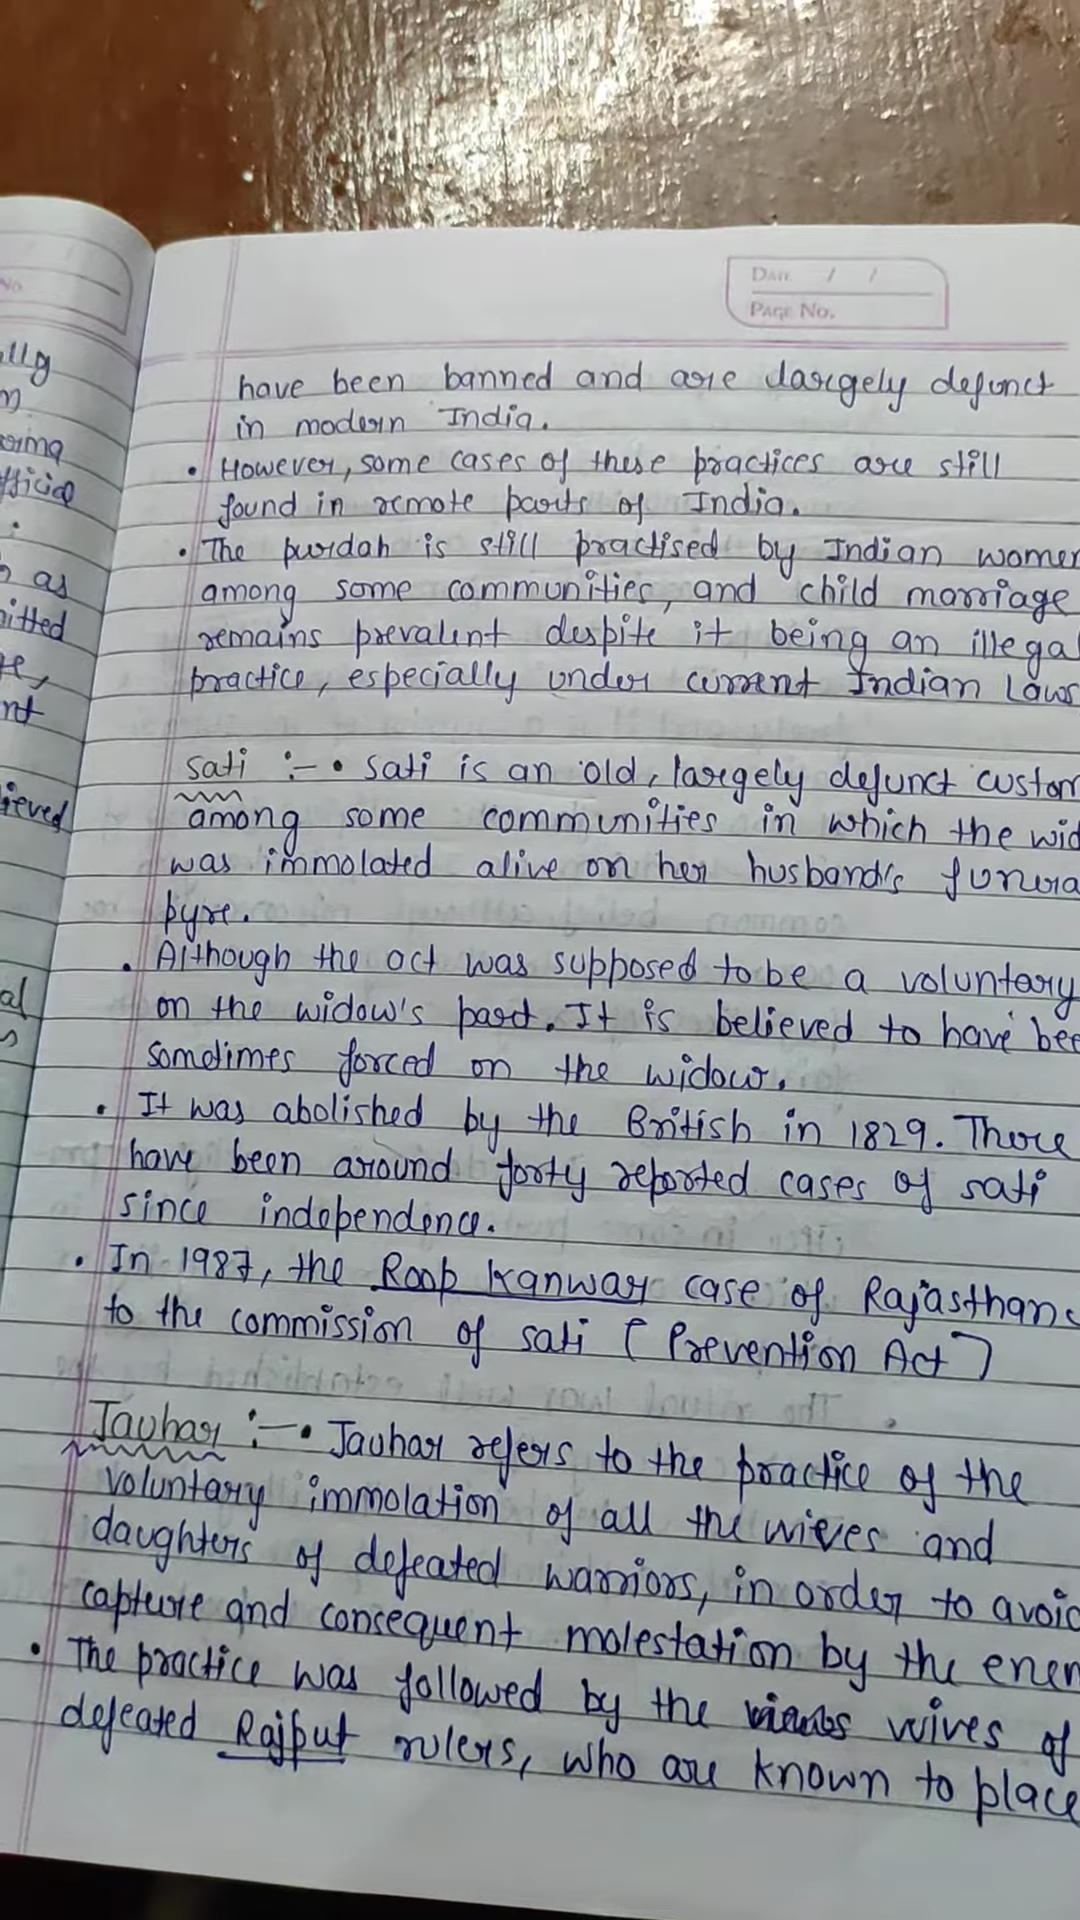 No.
lly
n.
fficial
as
mitted
nt
ieved
al
DATE / /
PAGE No.
have been banned and are largely defunct
in modern India.
• However, some cases of these practices are still
found in remote parts of India.
• The purdah is still practised by Indian women
among some communities, and child marriage
remains prevalent despite it being an illegal
practice, especially under current Indian Laws
Sati :- • Sati is an old, largely defunct custom
among some communities in which the wid
was immolated alive on her husband's funera
pyre.
• Although the act was supposed to be a voluntary
on the widow's part. It is believed to have bee
sometimes forced on the widow.
• It was abolished by the British in 1829. There
have been around forty reported cases of sati
since independence.
• In 1987, the Roop Kanwar case of Rajasthan
to the commission of sati [Prevention Act]
Jauhar :- • Jauhar refers to the practice of the
voluntary immolation of all the wives and
daughters of defeated warriors, in order to avoid
capture and consequent molestation by the enem
• The practice was followed by the wives of
defeated Rajput rulers, who are known to place